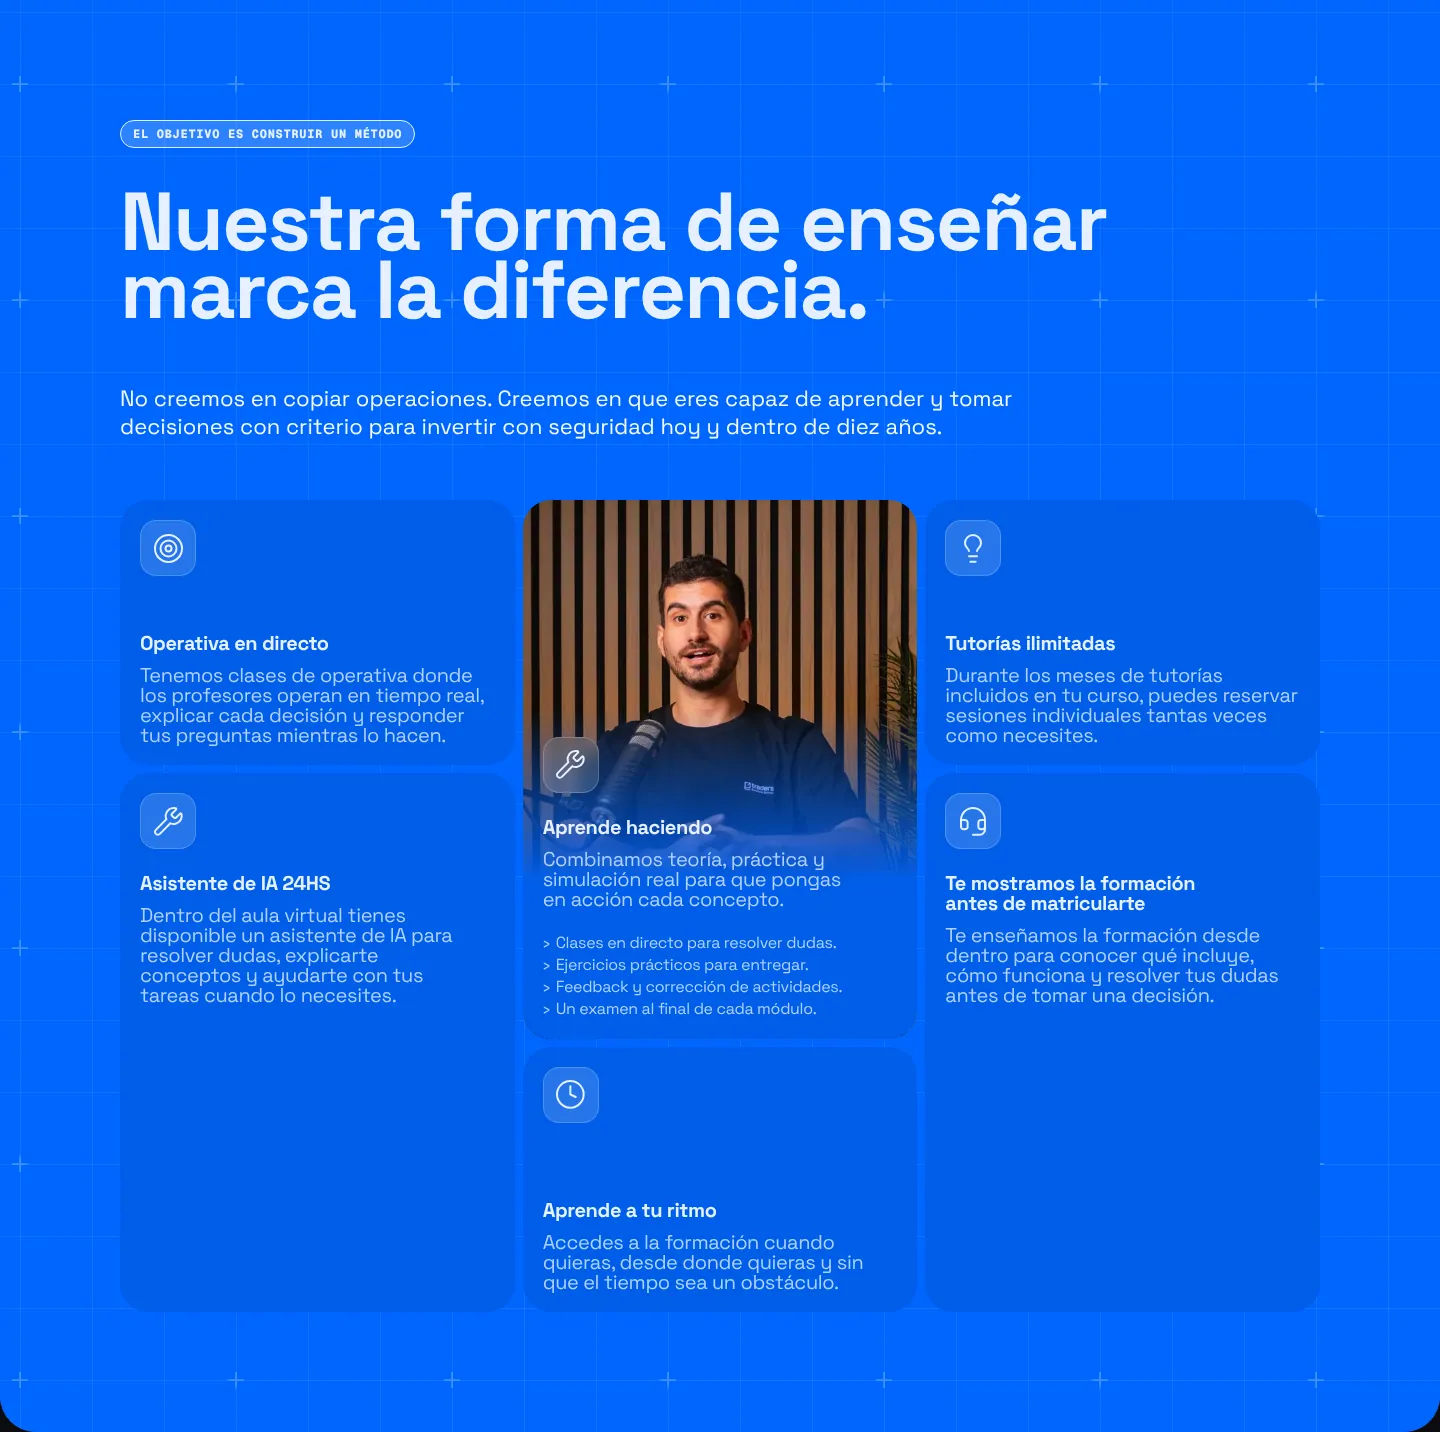 EL OBJETIVO ES CONSTRUIR UN MÉTODO
Nuestra forma de enseñar
marca la diferencia.
No creemos en copiar operaciones. Creemos en que eres capaz de aprender y tomar
decisiones con criterio para invertir con seguridad hoy y dentro de diez años.
Operativa en directo
Tenemos clases de operativa donde
los profesores operan en tiempo real,
explicar cada decisión y responder
tus preguntas mientras lo hacen.
Asistente de IA 24HS
Dentro del aula virtual tienes
disponible un asistente de IA para
resolver dudas, explicarte
conceptos y ayudarte con tus
tareas cuando lo necesites.
Aprende haciendo
Combinamos teoría, práctica y
simulación real para que pongas
en acción cada concepto.
> Clases en directo para resolver dudas.
> Ejercicios prácticos para entregar.
> Feedback y corrección de actividades.
> Un examen al final de cada módulo.
Aprende a tu ritmo
Accedes a la formación cuando
quieras, desde donde quieras y sin
que el tiempo sea un obstáculo.
Tutorías ilimitadas
Durante los meses de tutorías
incluidos en tu curso, puedes reservar
sesiones individuales tantas veces
como necesites.
Te mostramos la formación
antes de matricularte
Te enseñamos la formación desde
dentro para conocer qué incluye,
cómo funciona y resolver tus dudas
antes de tomar una decisión.